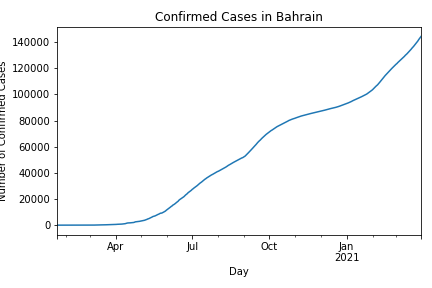 Confirmed Cases in Bahrain
140000
120000
100000
80000
60000
40000
20000
0
Number of Confirmed Cases
Apr
Jul
Oct
Jan
2021
Day